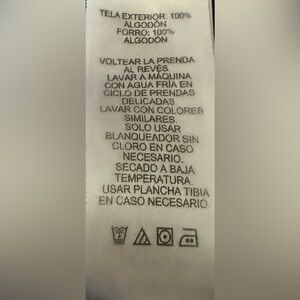 TELA EXTERIOR: 100%
ALGODÓN
FORRO: 100%
ALGODÓN
VOLTEAR LA PRENDA
AL REVÉS.
LAVAR A MÁQUINA
CON AGUA FRÍA EN
CICLO DE PRENDAS
DELICADAS.
LAVAR CON COLORES
SIMILARES.
SOLO USAR
BLANQUEADOR SIN
CLORO EN CASO
NECESARIO.
SECADO A BAJA
TEMPERATURA.
USAR PLANCHA TIBIA
EN CASO NECESARIO